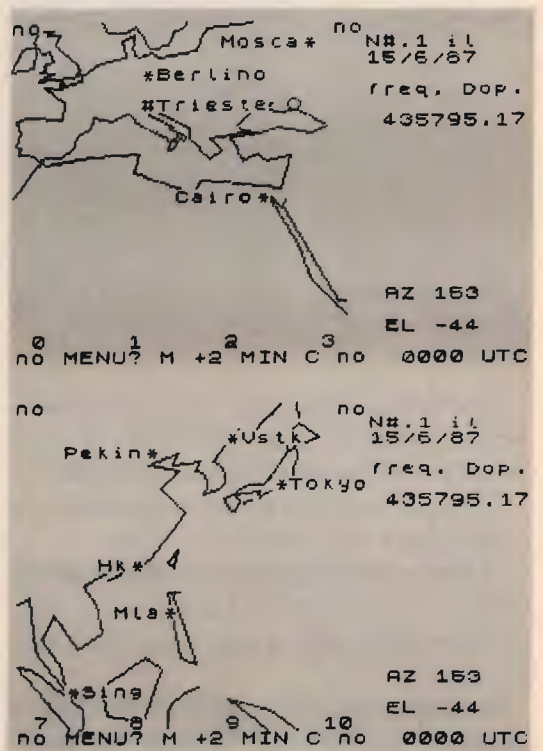 no Mosca* no N#.1 il
15/6/87
*Berlino freq. Dop.
#Trieste
435795.17
Cairo*
AZ 153
EL -44
0 1 2 3
no MENU? M +2 MIN C no 0000 UTC
no no N#.1 il
*Vstk 15/6/87
Pekin* freq. Dop.
*Tokyo
435795.17
Hk*
Mla*
AZ 153
*Sing
EL -44
7 8 9 10
no MENU? M +2 MIN C no 0000 UTC